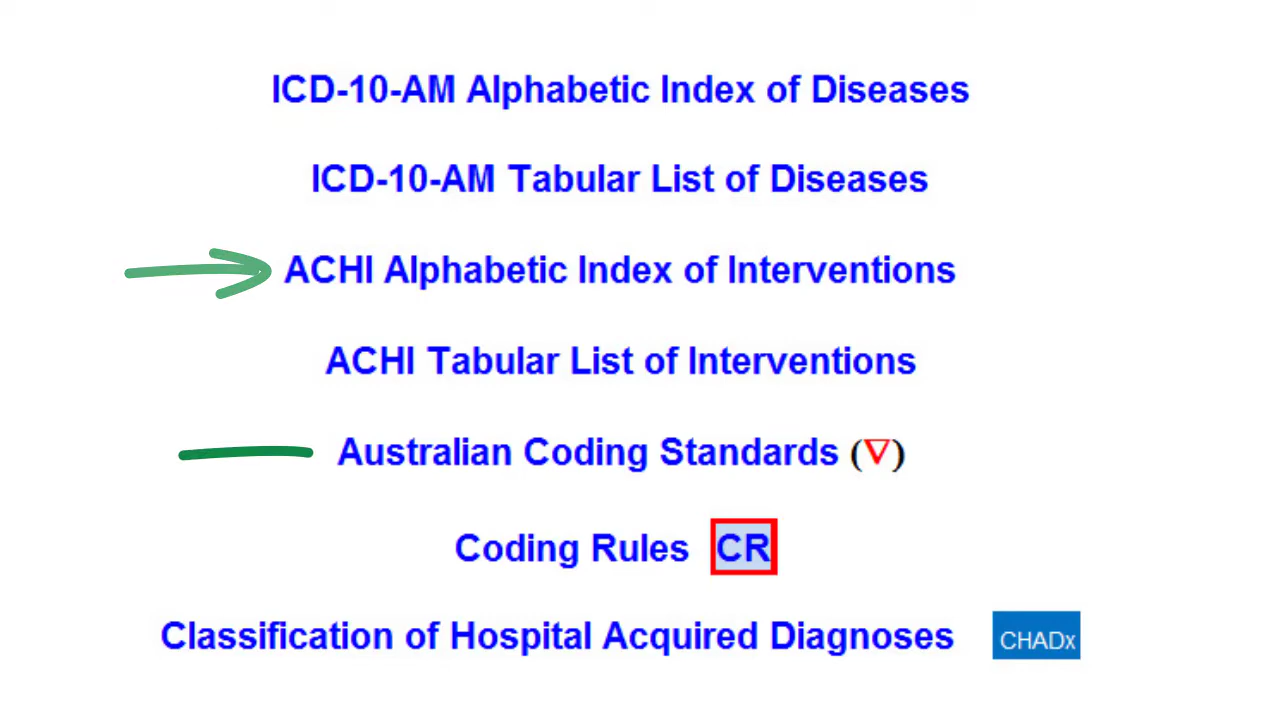 ICD-10-AM Alphabetic Index of Diseases
ICD-10-AM Tabular List of Diseases
ACHI Alphabetic Index of Interventions
ACHI Tabular List of Interventions
Australian Coding Standards (∇)
Coding Rules CR
Classification of Hospital Acquired Diagnoses CHADx